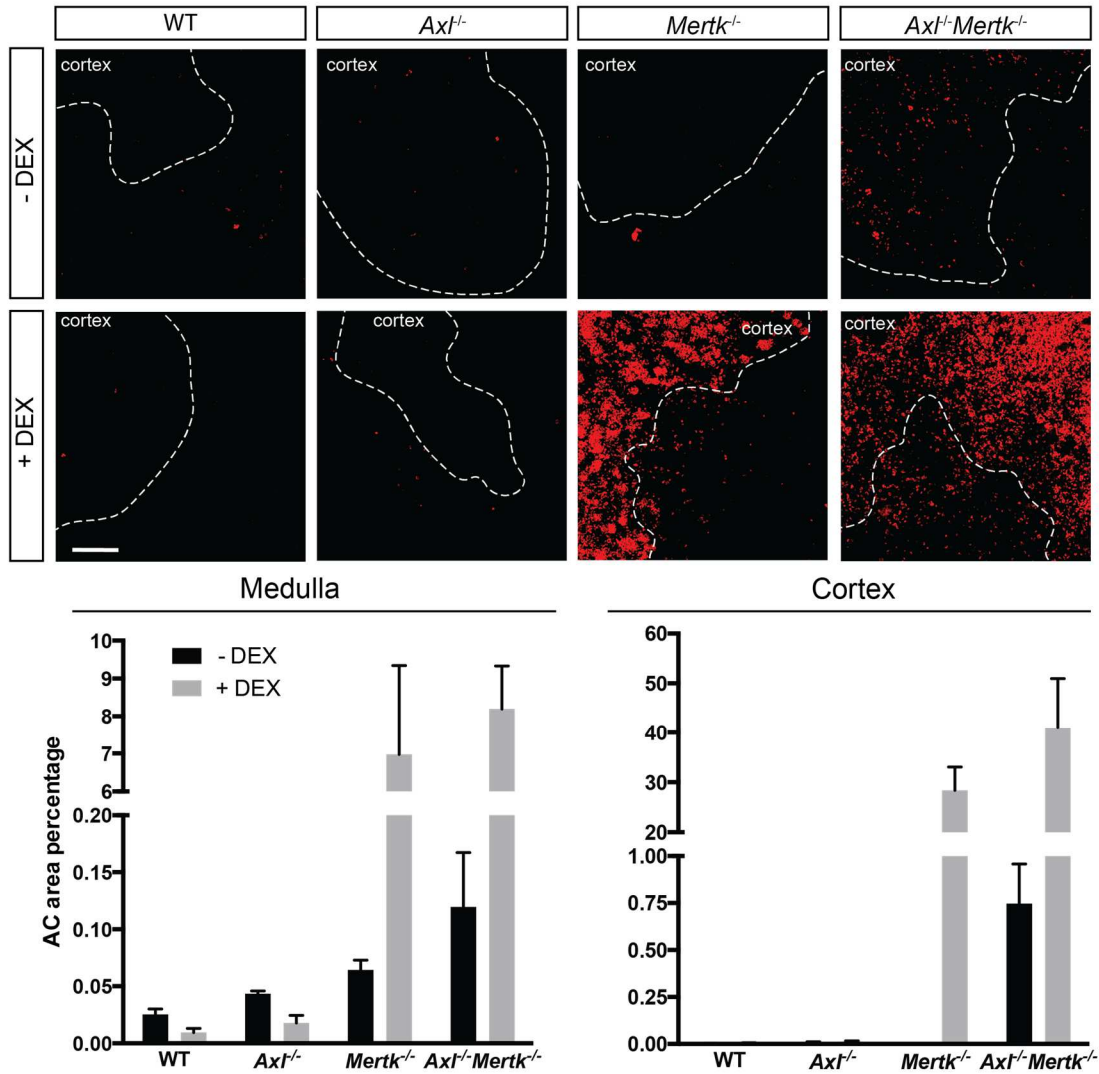 WT
Axl-/-
Mertk-/-
Axl-/-Mertk-/-
- DEX
cortex
cortex
cortex
cortex
+ DEX
cortex
cortex
cortex
cortex
Medulla
Cortex
AC area percentage
10
9
8
7
6
0.20
0.15
0.10
0.05
0.00
- DEX
+ DEX
WT
Axl-/-
Mertk-/-
Axl-/-Mertk-/-
60
50
40
30
20
1.00
0.75
0.50
0.25
0.00
WT
Axl-/-
Mertk-/-
Axl-/-Mertk-/-